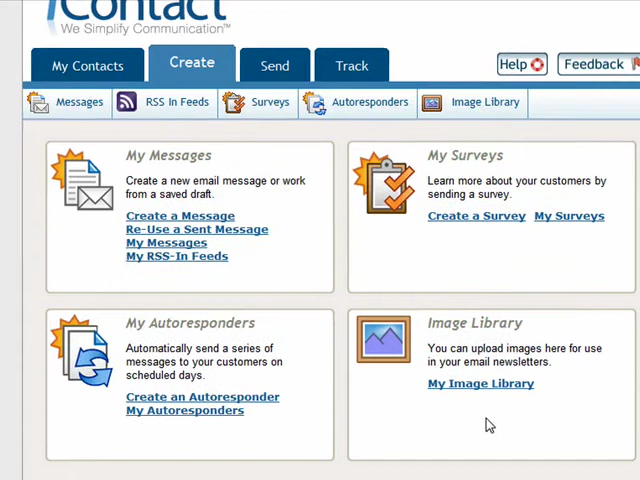 iContact
We Simplify Communication™
My Contacts
Create
Send
Track
Help
Feedback
Messages
RSS In Feeds
Surveys
Autoresponders
Image Library
My Messages
Create a new email message or work
from a saved draft.
Create a Message
Re-Use a Sent Message
My Messages
My RSS-In Feeds
My Surveys
Learn more about your customers by
sending a survey.
Create a Survey My Surveys
My Autoresponders
Automatically send a series of
messages to your customers on
scheduled days.
Create an Autoresponder
My Autoresponders
Image Library
You can upload images here for use
in your email newsletters.
My Image Library